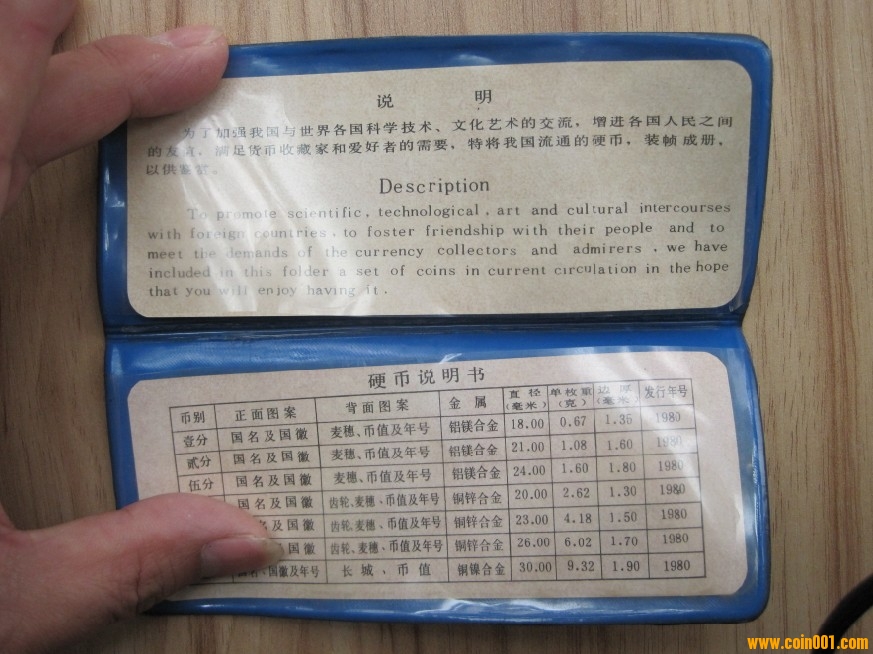 说 明
为了加强我国与世界各国科学技术、文化艺术的交流,增进各国人民之间
的友谊,满足货币收藏家和爱好者的需要,特将我国流通的硬币,装帧成册,
以供鉴赏。
Description
To promote scientific, technological, art and cultural intercourses
with foreign countries, to foster friendship with their people and to
meet the demands of the currency collectors and admirers, we have
included in this folder a set of coins in current circulation in the hope
that you will enjoy having it.
硬币说明书
币别 正面图案 背面图案 金属 直径(毫米) 单枚重(克) 边厚(毫米) 发行年号
壹分 国名及国徽 麦穗、币值及年号 铝镁合金 18.00 0.67 1.35 1980
贰分 国名及国徽 麦穗、币值及年号 铝镁合金 21.00 1.08 1.60 1980
伍分 国名及国徽 麦穗、币值及年号 铝镁合金 24.00 1.60 1.80 1980
国名及国徽 齿轮、麦穗、币值及年号 铜锌合金 20.00 2.62 1.30 1980
名及国徽 齿轮、麦穗、币值及年号 铜锌合金 23.00 4.18 1.50 1980
国徽 齿轮、麦穗、币值及年号 铜锌合金 26.00 6.02 1.70 1980
国名、国徽及年号 长城、币值 铜镍合金 30.00 9.32 1.90 1980
www.coin001.com